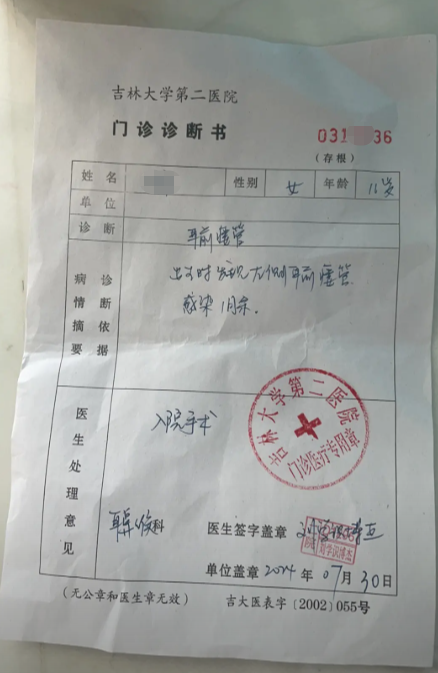 吉林大学第二医院
门诊诊断书
031 36
(存根)
姓名 性别 女 年龄 11岁
单位
诊断 耳前瘘管
病情摘要 诊断依据
出生时发现左侧耳前瘘管
感染1月余.
医生处理意见
入院手术
吉林大学第二医院
门诊医疗专用章
耳鼻喉科 医生签字盖章
单位盖章 2024年07月30日
(无公章和医生章无效) 吉大医表字[2002]055号